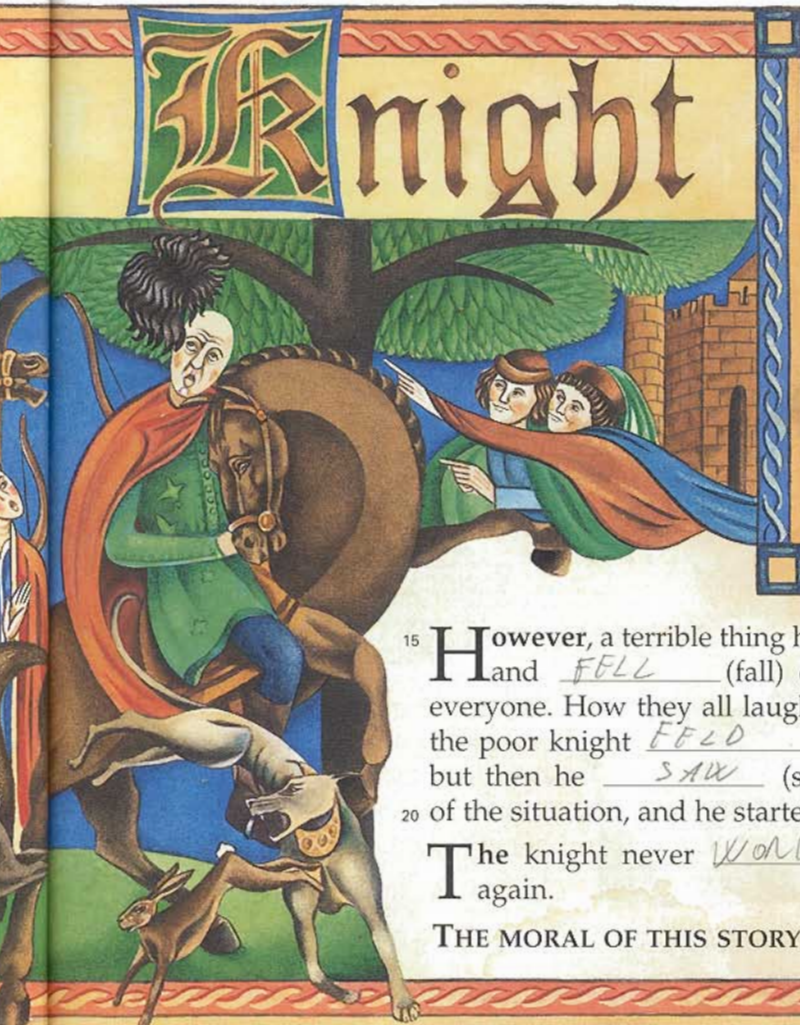 Knight
15 However, a terrible thing h
and FELL (fall)
everyone. How they all laug
the poor knight FELD
but then he SAW (s
20 of the situation, and he starte
The knight never
again.
THE MORAL OF THIS STORY